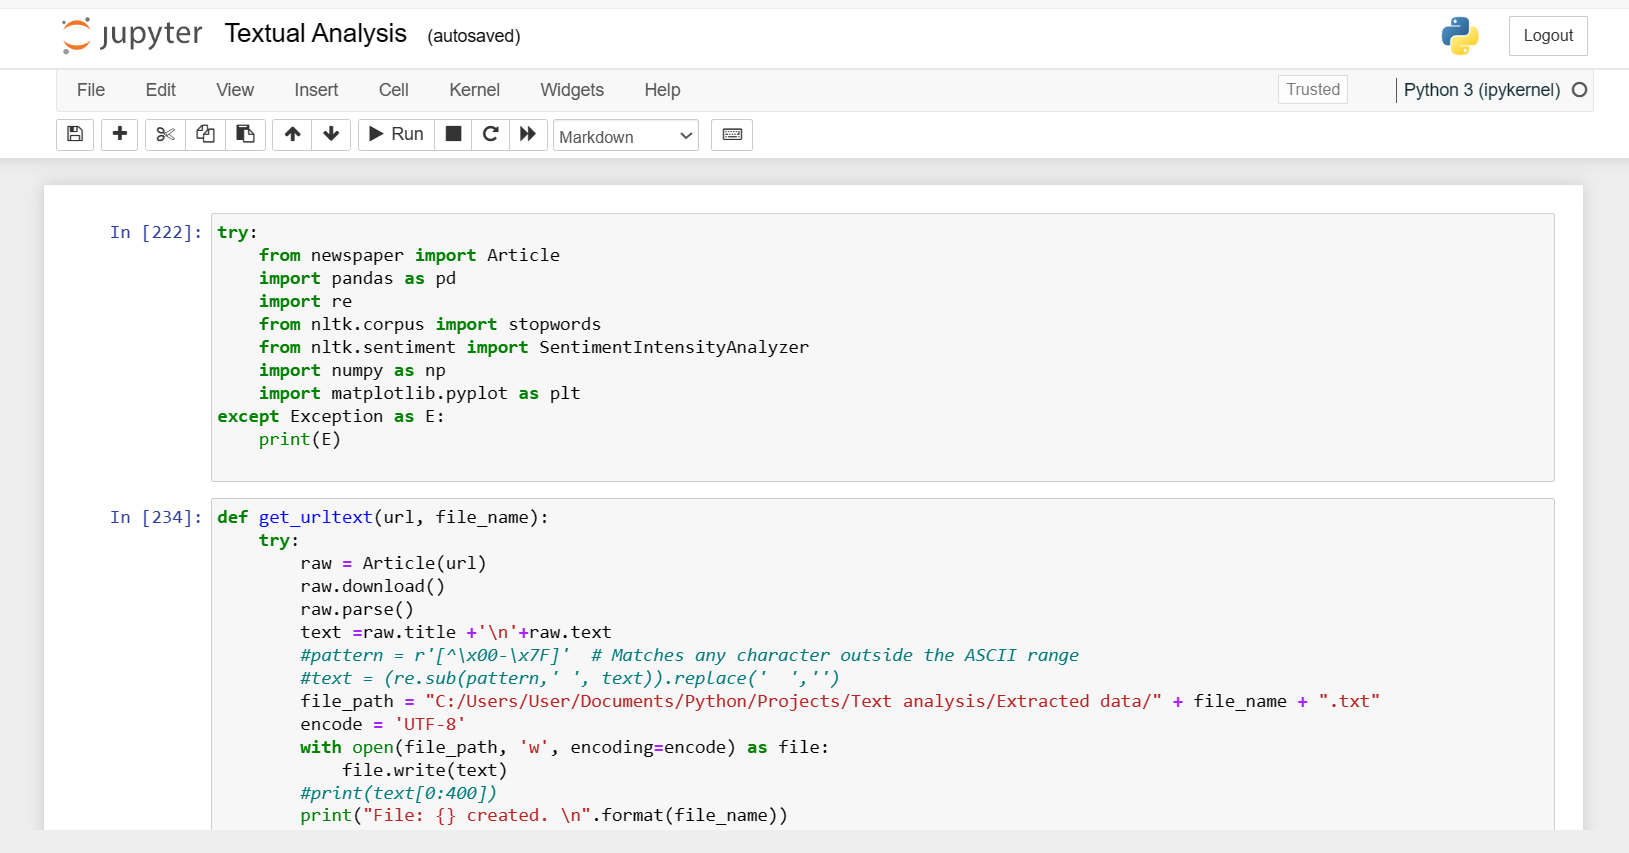 jupyter Textual Analysis (autosaved) Logout
File Edit View Insert Cell Kernel Widgets Help Trusted Python 3 (ipykernel)
Run Markdown
In [222]: try:
    from newspaper import Article
    import pandas as pd
    import re
    from nltk.corpus import stopwords
    from nltk.sentiment import SentimentIntensityAnalyzer
    import numpy as np
    import matplotlib.pyplot as plt
except Exception as E:
    print(E)
In [234]: def get_urltext(url, file_name):
    try:
        raw = Article(url)
        raw.download()
        raw.parse()
        text =raw.title +'\n'+raw.text
        #pattern = r'[^\x00-\x7F]'  # Matches any character outside the ASCII range
        #text = (re.sub(pattern,' ', text)).replace('  ','')
        file_path = "C:/Users/User/Documents/Python/Projects/Text analysis/Extracted data/" + file_name + ".txt"
        encode = 'UTF-8'
        with open(file_path, 'w', encoding=encode) as file:
            file.write(text)
        #print(text[0:400])
        print("File: {} created. \n".format(file_name))